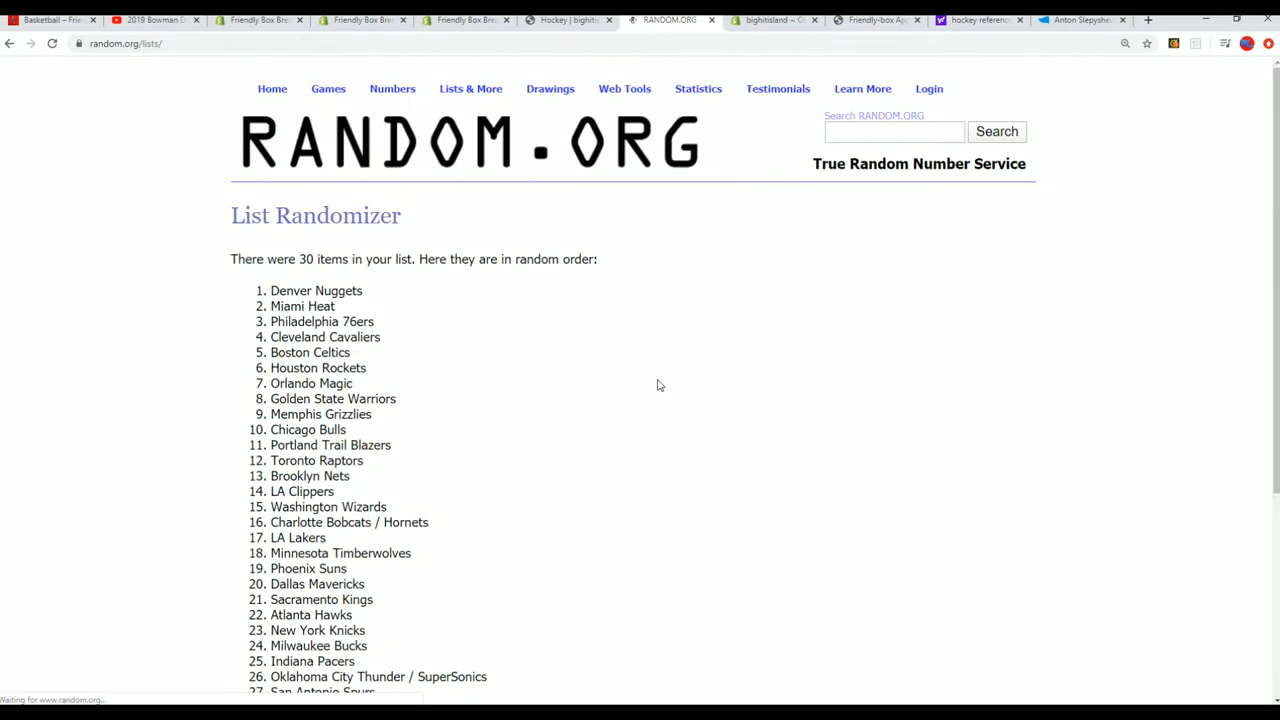 Basketball – Frie
2019 Bowman D
Friendly Box Bre
Friendly Box Bre
Friendly Box Brea
Hockey | bighitis
RANDOM.ORG
bighitisland ~ C
Friendly-box App
hockey reference
Anton Slepyshe
random.org/lists/
Home Games Numbers Lists & More Drawings Web Tools Statistics Testimonials Learn More Login
RANDOM.ORG
Search RANDOM.ORG
Search
True Random Number Service
List Randomizer
There were 30 items in your list. Here they are in random order:
1. Denver Nuggets
2. Miami Heat
3. Philadelphia 76ers
4. Cleveland Cavaliers
5. Boston Celtics
6. Houston Rockets
7. Orlando Magic
8. Golden State Warriors
9. Memphis Grizzlies
10. Chicago Bulls
11. Portland Trail Blazers
12. Toronto Raptors
13. Brooklyn Nets
14. LA Clippers
15. Washington Wizards
16. Charlotte Bobcats / Hornets
17. LA Lakers
18. Minnesota Timberwolves
19. Phoenix Suns
20. Dallas Mavericks
21. Sacramento Kings
22. Atlanta Hawks
23. New York Knicks
24. Milwaukee Bucks
25. Indiana Pacers
26. Oklahoma City Thunder / SuperSonics
27. San Antonio Spurs
Waiting for www.random.org...